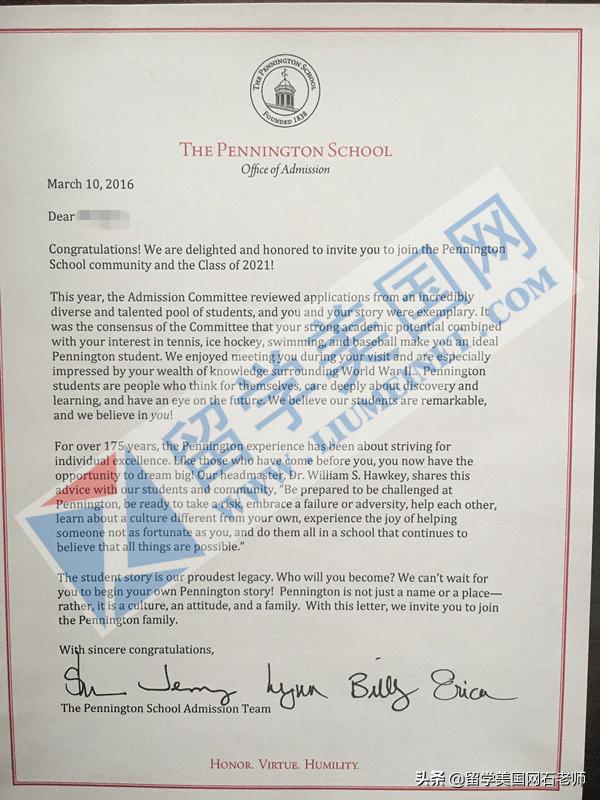 THE PENNINGTON SCHOOL
FOUNDED 1838
THE PENNINGTON SCHOOL
Office of Admission
March 10, 2016
Dear
Congratulations! We are delighted and honored to invite you to join the Pennington
School community and the Class of 2021!
This year, the Admission Committee reviewed applications from an incredibly
diverse and talented pool of students, and you and your story were exemplary. It
was the consensus of the Committee that your strong academic potential combined
with your interest in tennis, ice hockey, swimming, and baseball make you an ideal
Pennington student. We enjoyed meeting you during your visit and are especially
impressed by your wealth of knowledge surrounding World War II... Pennington
students are people who think for themselves, care deeply about discovery and
learning, and have an eye on the future. We believe our students are remarkable,
and we believe in you!
For over 175 years, the Pennington experience has been about striving for
individual excellence. Like those who have come before you, you now have the
opportunity to dream big! Our headmaster, Dr. William S. Hawkey, shares this
advice with our students and community, "Be prepared to be challenged at
Pennington, be ready to take a risk, embrace a failure or adversity, help each other,
learn about a culture different from your own, experience the joy of helping
someone not as fortunate as you, and do them all in a school that continues to
believe that all things are possible."
The student story is our proudest legacy. Who will you become? We can't wait for
you to begin your own Pennington story! Pennington is not just a name or a place—
rather, it is a culture, an attitude, and a family. With this letter, we invite you to join
the Pennington family.
With sincere congratulations,
Jerry Lynn Billy Erica
The Pennington School Admission Team
HONOR. VIRTUE. HUMILITY.
留学美国网
WWW.LIUMEINET.COM
头条 @留学美国网石老师